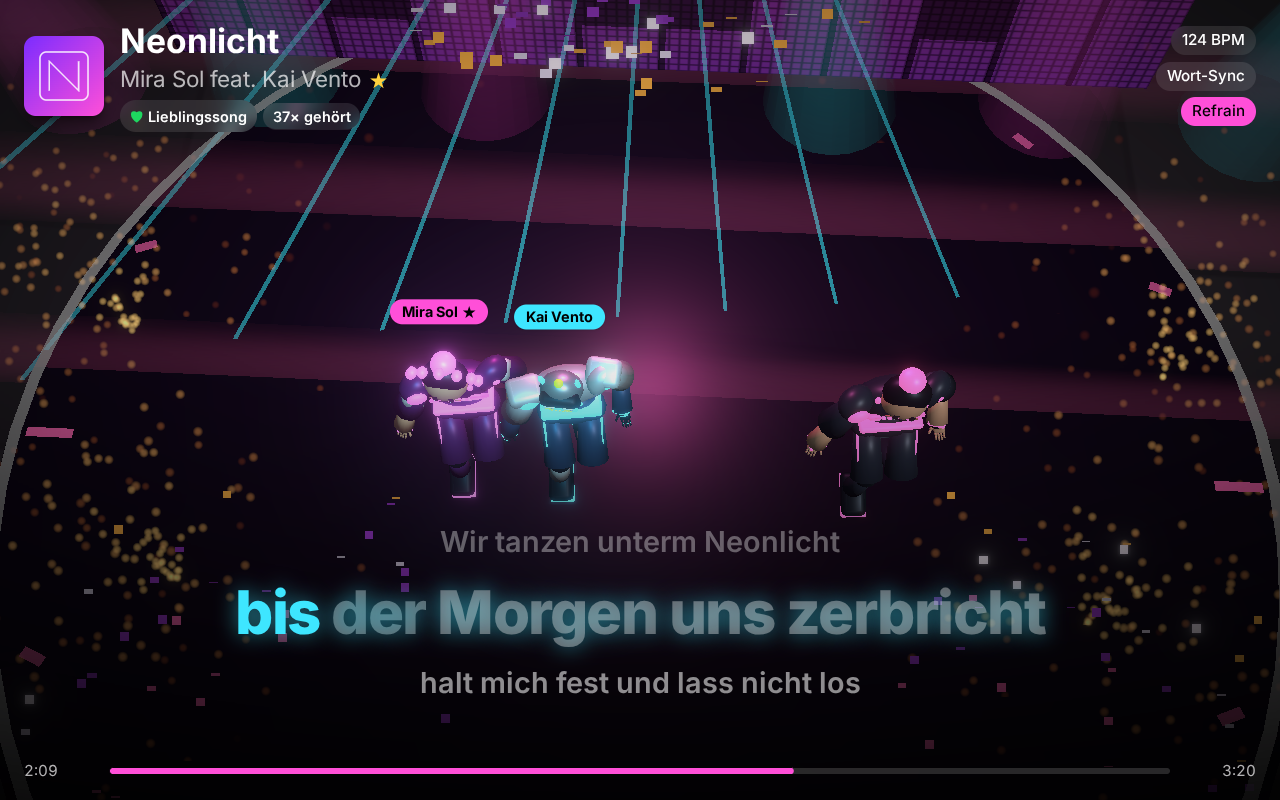 Neonlicht
Mira Sol feat. Kai Vento ★
Lieblingssong
37× gehört
124 BPM
Wort-Sync
Refrain
Mira Sol ★
Kai Vento
Wir tanzen unterm Neonlicht
bis der Morgen uns zerbricht
halt mich fest und lass nicht los
2:09
3:20